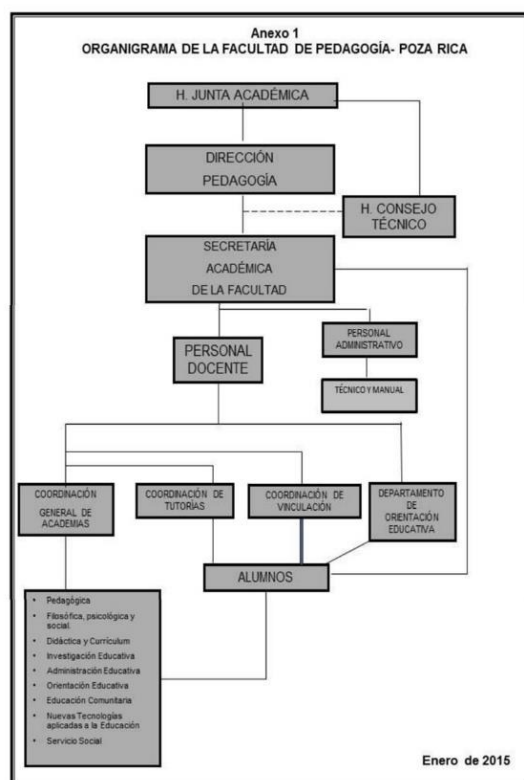 Anexo 1
ORGANIGRAMA DE LA FACULTAD DE PEDAGOGÍA- POZA RICA
H. JUNTA ACADÉMICA
DIRECCIÓN
PEDAGOGÍA
H. CONSEJO
TÉCNICO
SECRETARÍA
ACADÉMICA
DE LA FACULTAD
PERSONAL
ADMINISTRATIVO
PERSONAL
DOCENTE
TÉCNICO Y MANUAL
COORDINACIÓN
GENERAL DE
ACADEMIAS
COORDINACIÓN DE
TUTORÍAS
COORDINACIÓN DE
VINCULACIÓN
DEPARTAMENTO
DE
ORIENTACIÓN
EDUCATIVA
ALUMNOS
• Pedagógica
• Filosófica, psicológica y
social.
• Didáctica y Currículum
• Investigación Educativa
• Administración Educativa
• Orientación Educativa
• Educación Comunitaria
• Nuevas Tecnologías
aplicadas a la Educación
• Servicio Social
Enero de 2015